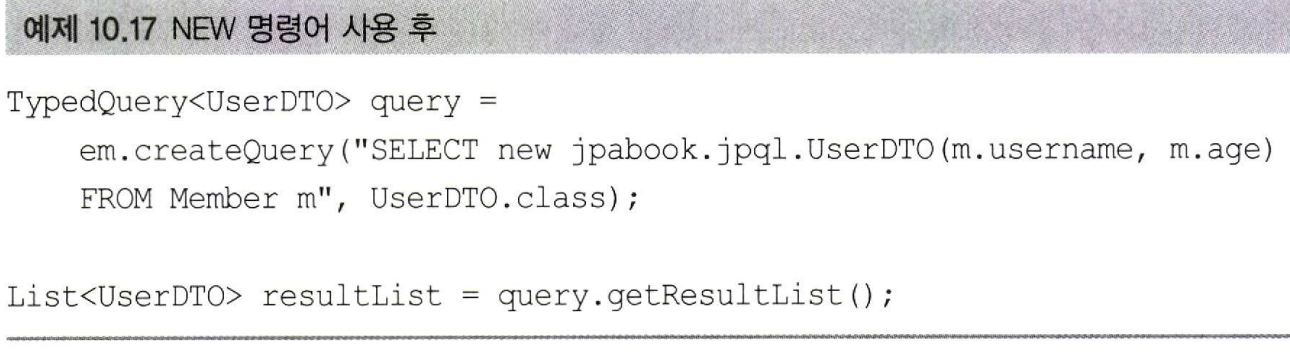 예제 10.17 NEW 명령어 사용 후
TypedQuery<UserDTO> query =
    em.createQuery("SELECT new jpabook.jpql.UserDTO(m.username, m.age)
    FROM Member m", UserDTO.class);
List<UserDTO> resultList = query.getResultList();